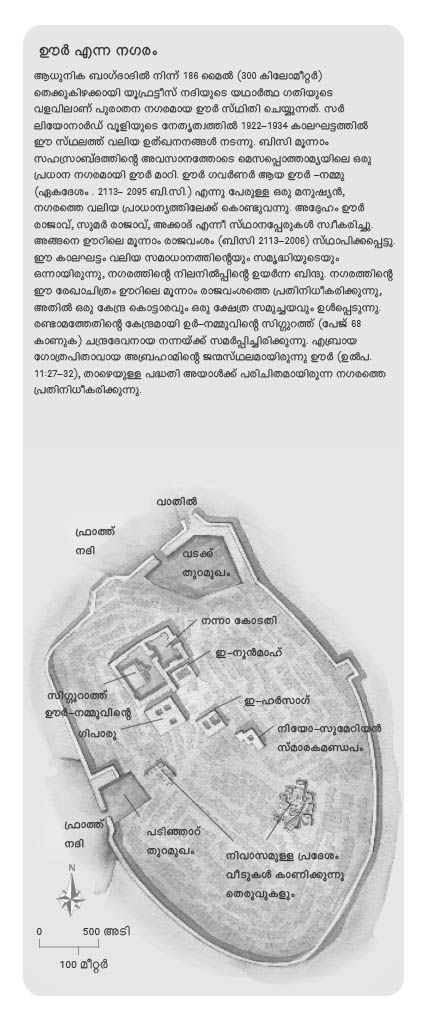 ഊർ എന്ന നഗരം
ആധുനിക ബാഗ്ദാദിൽ നിന്ന് 186 മൈൽ (300 കിലോമീറ്റർ)
തെക്കുകിഴക്കായി യൂഫ്രട്ടീസ് നദിയുടെ യഥാർത്ഥ ഗതിയുടെ
വളവിലാണ് പുരാതന നഗരമായ ഊർ സ്ഥിതി ചെയ്യുന്നത്. സർ
ലിയോനാർഡ് വൂളിയുടെ നേതൃത്വത്തിൽ 1922–1934 കാലഘട്ടത്തിൽ
ഈ സ്ഥലത്ത് വലിയ ഉത്ഖനനങ്ങൾ നടന്നു. ബിസി മൂന്നാം
സഹസ്രാബ്ദത്തിന്റെ അവസാനത്തോടെ മെസപ്പൊത്താമ്യയിലെ ഒരു
പ്രധാന നഗരമായി ഊർ മാറി. ഊർ ഗവർണർ ആയ ഊർ –നമ്മു
(ഏകദേശം . 2113– 2095 ബി.സി.) എന്നു പേരുള്ള ഒരു മനുഷ്യൻ,
നഗരത്തെ വലിയ പ്രാധാന്യത്തിലേക്ക് കൊണ്ടുവന്നു. അദ്ദേഹം ഊർ
രാജാവ്, സുമർ രാജാവ്, അക്കാദ് എന്നീ സ്ഥാനപ്പേരുകൾ സ്വീകരിച്ചു.
അങ്ങനെ ഊറിലെ മൂന്നാം രാജവംശം (ബിസി 2113–2006) സ്ഥാപിക്കപ്പെട്ടു.
ഈ കാലഘട്ടം വലിയ സമാധാനത്തിന്റെയും സമൃദ്ധിയുടെയും
ഒന്നായിരുന്നു, നഗരത്തിന്റെ നിലനിൽപ്പിന്റെ ഉയർന്ന ബിന്ദു. നഗരത്തിന്റെ
ഈ രേഖാചിത്രം ഊറിലെ മൂന്നാം രാജവംശത്തെ പ്രതിനിധീകരിക്കുന്നു,
അതിൽ ഒരു കേന്ദ്ര കൊട്ടാരവും ഒരു ക്ഷേത്ര സമുച്ചയവും ഉൾപ്പെടുന്നു.
രണ്ടാമത്തേതിന്റെ കേന്ദ്രമായി ഉർ–നമ്മുവിന്റെ സിഗ്ഗുറത്ത് (പേജ് 68
കാണുക) ചന്ദ്രദേവനായ നന്നയ്ക്ക് സമർപ്പിച്ചിരിക്കുന്നു. എബ്രായ
ഗോത്രപിതാവായ അബ്രഹാമിന്റെ ജന്മസ്ഥലമായിരുന്നു ഊർ (ഉൽപ.
11:27–32), താഴെയുള്ള പദ്ധതി അയാൾക്ക് പരിചിതമായിരുന്ന നഗരത്തെ
പ്രതിനിധീകരിക്കുന്നു.
വാതിൽ
ഫ്രാത്ത്
നദി
വടക്ക്
തുറമുഖം
നന്നാ കോടതി
ഇ–നുൻമാഹ്
സിഗ്ഗുറാത്ത്
ഊർ–നമ്മുവിന്റെ
ഗിപാരു
ഇ–ഹർസാഗ്
നിയോ–സുമേറിയൻ
സ്മാരകമണ്ഡപം
ഫ്രാത്ത്
നദി
പടിഞ്ഞാറ്
തുറമുഖം
നിവാസമുള്ള പ്രദേശം
വീടുകൾ കാണിക്കുന്നു
തെരുവുകളും
N
0 500 അടി
100 മീറ്റർ